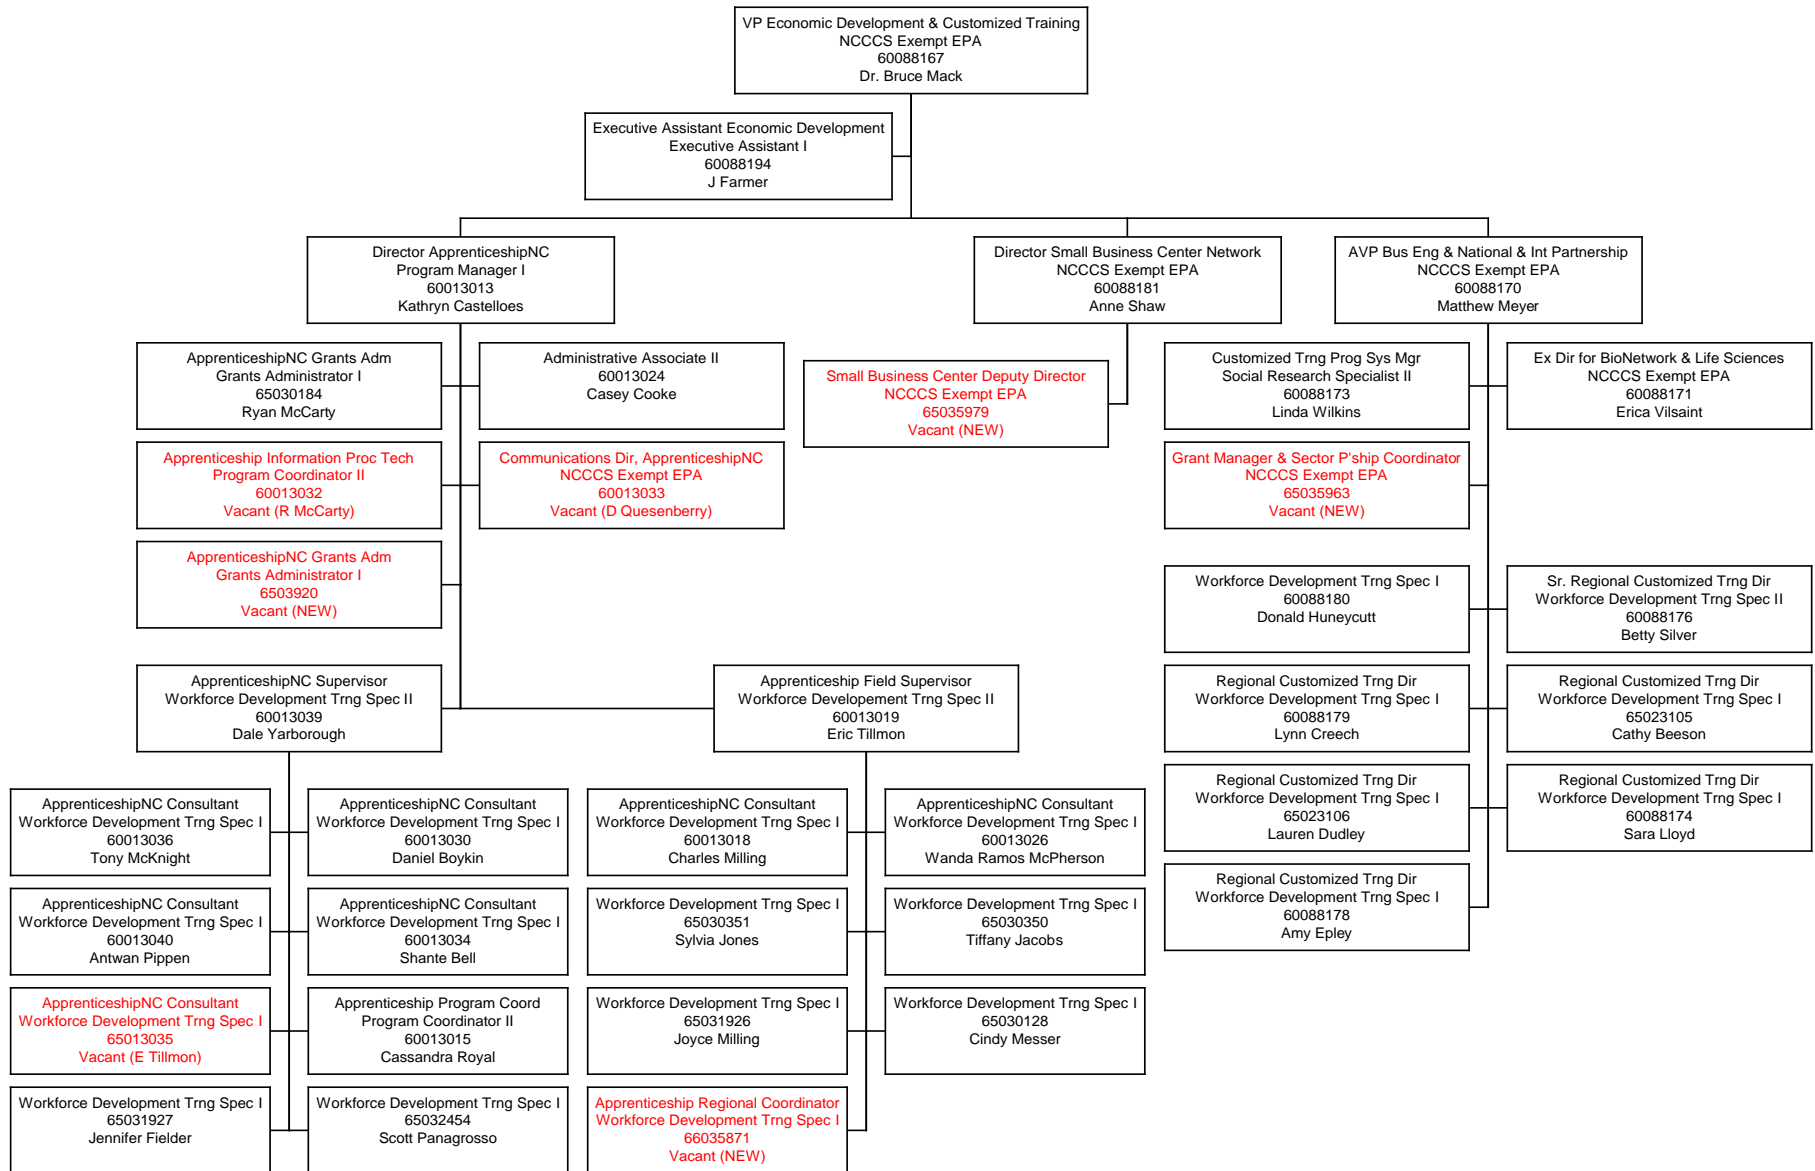 VP Economic Development & Customized Training
NCCCS Exempt EPA
60088167
Dr. Bruce Mack
Executive Assistant Economic Development
Executive Assistant I
60088194
J Farmer
Director ApprenticeshipNC
Program Manager I
60013013
Kathryn Castelloes
Director Small Business Center Network
NCCCS Exempt EPA
60088181
Anne Shaw
AVP Bus Eng & National & Int Partnership
NCCCS Exempt EPA
60088170
Matthew Meyer
ApprenticeshipNC Grants Adm
Grants Administrator I
65030184
Ryan McCarty
Administrative Associate II
60013024
Casey Cooke
Small Business Center Deputy Director
NCCCS Exempt EPA
65035979
Vacant (NEW)
Customized Trng Prog Sys Mgr
Social Research Specialist II
60088173
Linda Wilkins
Ex Dir for BioNetwork & Life Sciences
NCCCS Exempt EPA
60088171
Erica Vilsaint
Apprenticeship Information Proc Tech
Program Coordinator II
60013032
Vacant (R McCarty)
Communications Dir, ApprenticeshipNC
NCCCS Exempt EPA
60013033
Vacant (D Quesenberry)
Grant Manager & Sector P'ship Coordinator
NCCCS Exempt EPA
65035963
Vacant (NEW)
ApprenticeshipNC Grants Adm
Grants Administrator I
6503920
Vacant (NEW)
Workforce Development Trng Spec I
60088180
Donald Huneycutt
Sr. Regional Customized Trng Dir
Workforce Development Trng Spec II
60088176
Betty Silver
ApprenticeshipNC Supervisor
Workforce Development Trng Spec II
60013039
Dale Yarborough
Apprenticeship Field Supervisor
Workforce Developement Trng Spec II
60013019
Eric Tillmon
Regional Customized Trng Dir
Workforce Development Trng Spec I
60088179
Lynn Creech
Regional Customized Trng Dir
Workforce Development Trng Spec I
65023105
Cathy Beeson
ApprenticeshipNC Consultant
Workforce Development Trng Spec I
60013036
Tony McKnight
ApprenticeshipNC Consultant
Workforce Development Trng Spec I
60013030
Daniel Boykin
ApprenticeshipNC Consultant
Workforce Development Trng Spec I
60013018
Charles Milling
ApprenticeshipNC Consultant
Workforce Development Trng Spec I
60013026
Wanda Ramos McPherson
Regional Customized Trng Dir
Workforce Development Trng Spec I
65023106
Lauren Dudley
Regional Customized Trng Dir
Workforce Development Trng Spec I
60088174
Sara Lloyd
ApprenticeshipNC Consultant
Workforce Development Trng Spec I
60013040
Antwan Pippen
ApprenticeshipNC Consultant
Workforce Development Trng Spec I
60013034
Shante Bell
Workforce Development Trng Spec I
65030351
Sylvia Jones
Workforce Development Trng Spec I
65030350
Tiffany Jacobs
Regional Customized Trng Dir
Workforce Development Trng Spec I
60088178
Amy Epley
ApprenticeshipNC Consultant
Workforce Development Trng Spec I
65013035
Vacant (E Tillmon)
Apprenticeship Program Coord
Program Coordinator II
60013015
Cassandra Royal
Workforce Development Trng Spec I
65031926
Joyce Milling
Workforce Development Trng Spec I
65030128
Cindy Messer
Workforce Development Trng Spec I
65031927
Jennifer Fielder
Workforce Development Trng Spec I
65032454
Scott Panagrosso
Apprenticeship Regional Coordinator
Workforce Development Trng Spec I
66035871
Vacant (NEW)